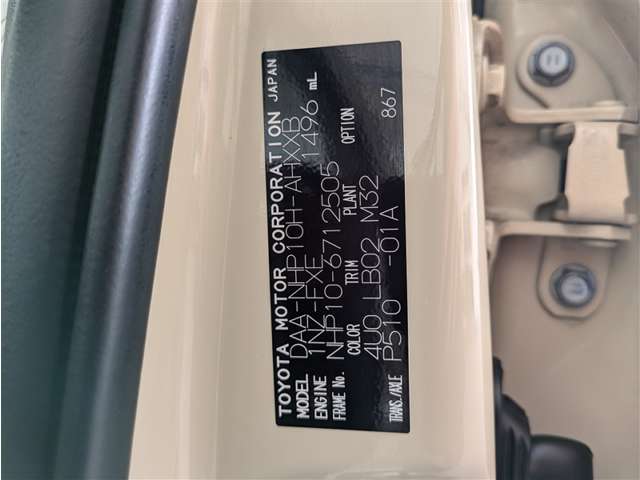 TOYOTA MOTOR CORPORATION JAPAN
MODEL DAA-NHP10H-AHXXB
ENGINE 1NZ-FXE 1496 mL
FRAME No. NHP10-6712505
COLOR TRIM PLANT OPTION
4U0 LB02 M32 867
TRANS./AXLE P510 -01A